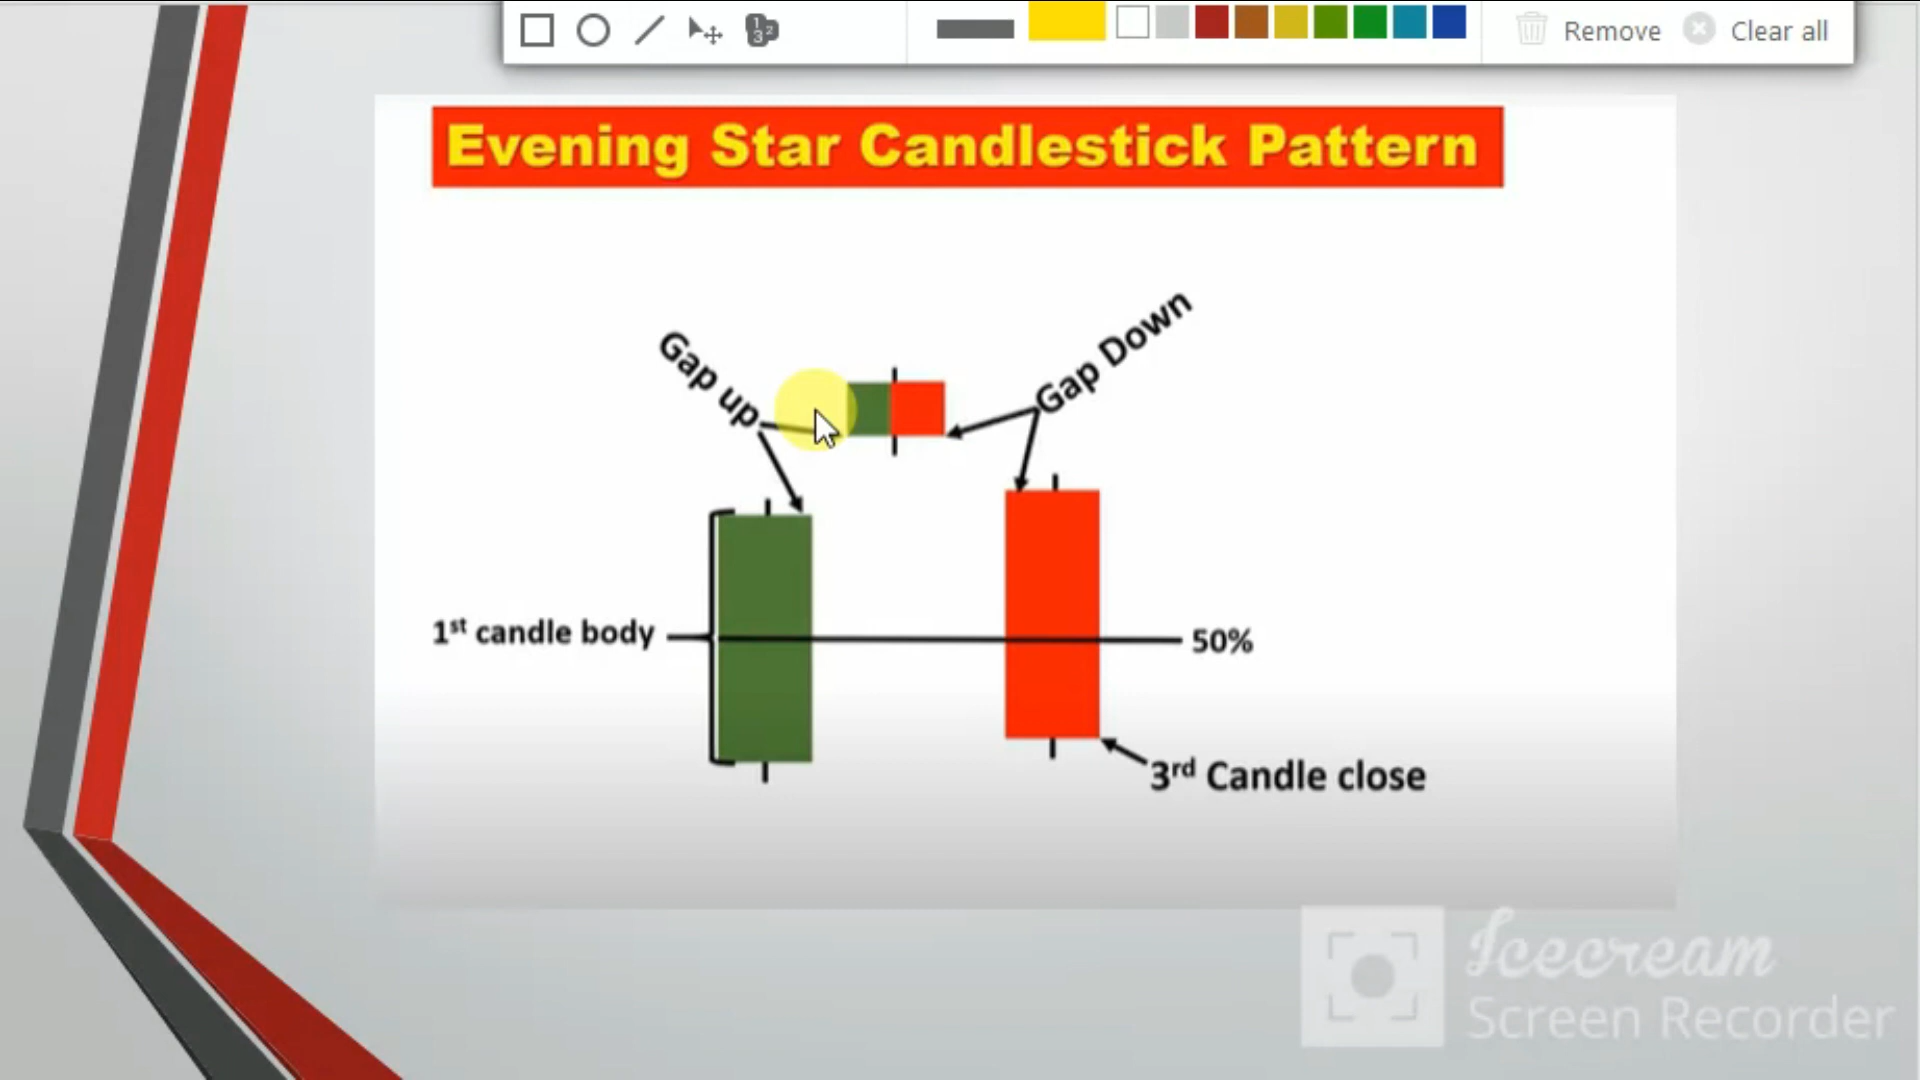 Remove
Clear all
Evening Star Candlestick Pattern
Gap up
Gap Down
1st candle body
50%
3rd Candle close
Icecream
Screen Recorder